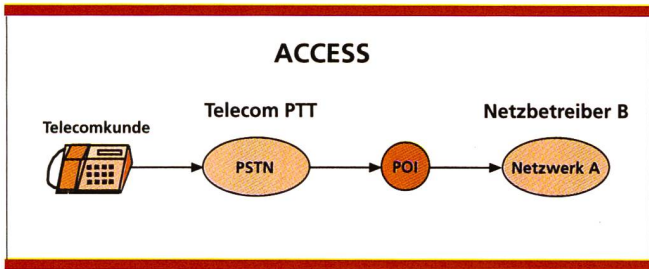 ACCESS
Telecom PTT
Netzbetreiber B
Telecomkunde
PSTN
POI
Netzwerk A